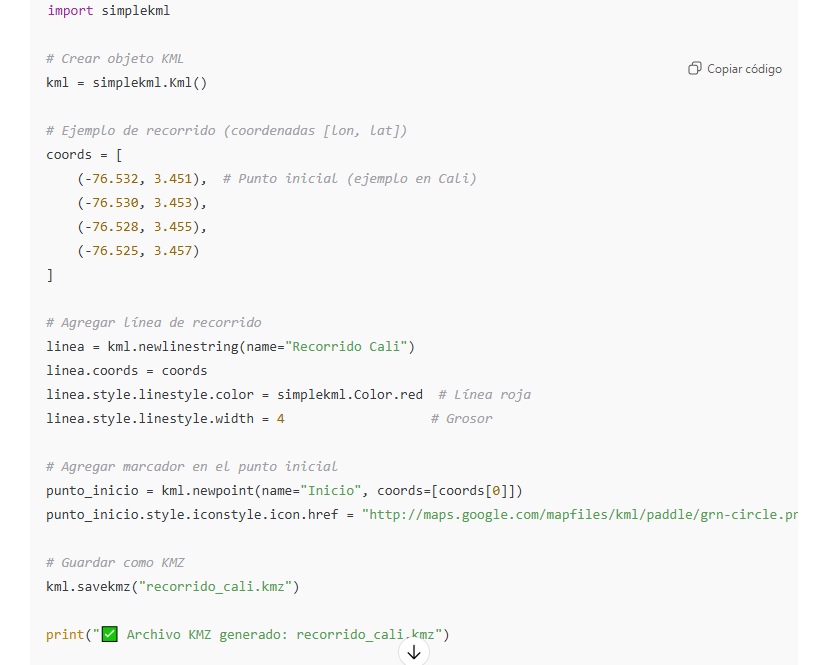 import simplekml
# Crear objeto KML
Copiar código
kml = simplekml.Kml()
# Ejemplo de recorrido (coordenadas [lon, lat])
coords = [
    (-76.532, 3.451),  # Punto inicial (ejemplo en Cali)
    (-76.530, 3.453),
    (-76.528, 3.455),
    (-76.525, 3.457)
]
# Agregar línea de recorrido
linea = kml.newlinestring(name="Recorrido Cali")
linea.coords = coords
linea.style.linestyle.color = simplekml.Color.red  # Línea roja
linea.style.linestyle.width = 4                   # Grosor
# Agregar marcador en el punto inicial
punto_inicio = kml.newpoint(name="Inicio", coords=[coords[0]])
punto_inicio.style.iconstyle.icon.href = "http://maps.google.com/mapfiles/kml/paddle/grn-circle.pn
# Guardar como KMZ
kml.savekmz("recorrido_cali.kmz")
print("✅ Archivo KMZ generado: recorrido_cali.kmz")